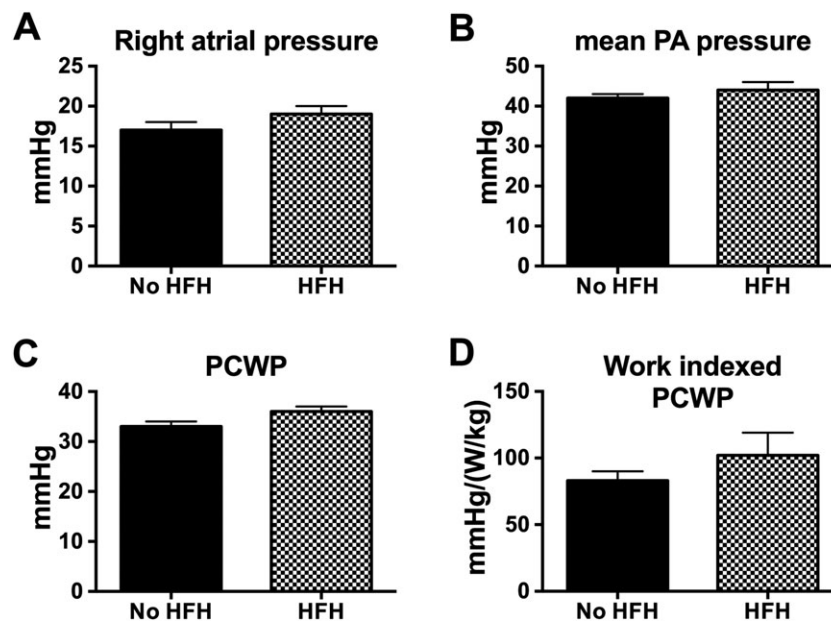 A
Right atrial pressure
25
20
15
10
5
0
mmHg
No HFH
HFH
B
mean PA pressure
50
40
30
20
10
0
mmHg
No HFH
HFH
C
PCWP
40
30
20
10
0
mmHg
No HFH
HFH
D
Work indexed
PCWP
150
100
50
0
mmHg/(W/kg)
No HFH
HFH